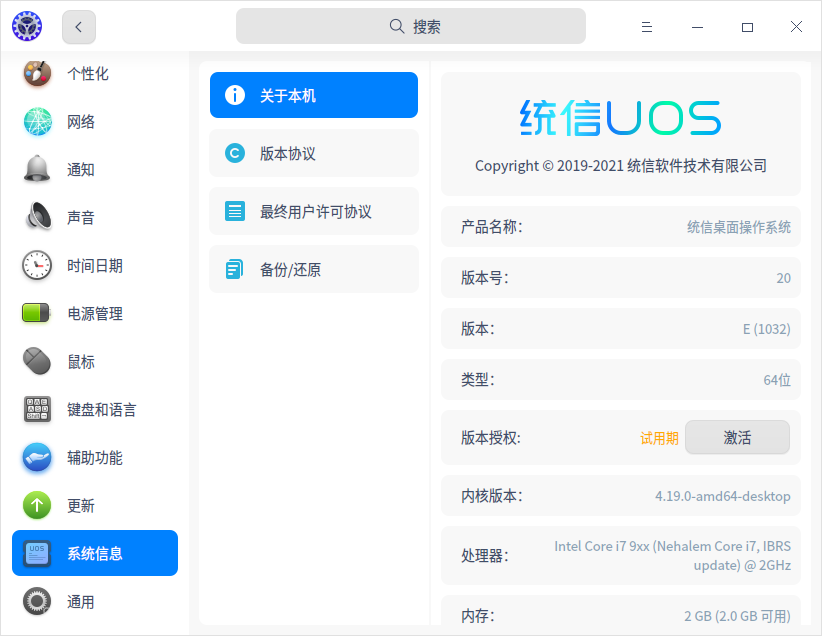 搜索
个性化
网络
通知
声音
时间日期
电源管理
鼠标
键盘和语言
辅助功能
更新
系统信息
通用
关于本机
版本协议
最终用户许可协议
备份/还原
统信UOS
Copyright © 2019-2021 统信软件技术有限公司
产品名称: 统信桌面操作系统
版本号: 20
版本: E (1032)
类型: 64位
版本授权: 试用期 激活
内核版本: 4.19.0-amd64-desktop
处理器: Intel Core i7 9xx (Nehalem Core i7, IBRS
update) @ 2GHz
内存: 2 GB (2.0 GB 可用)